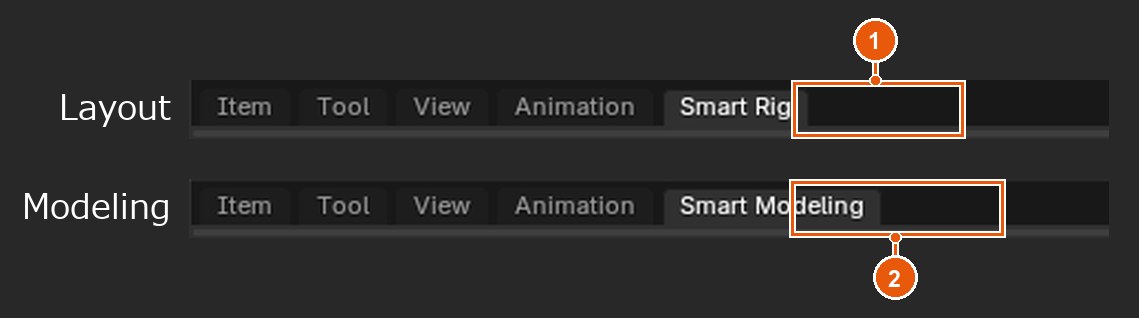 1
Layout Item Tool View Animation Smart Rig
Modeling Item Tool View Animation Smart Modeling
2